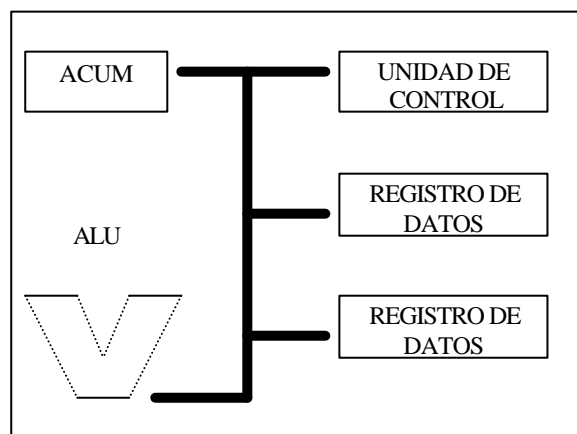 ACUM
UNIDAD DE
CONTROL
REGISTRO DE
DATOS
ALU
REGISTRO DE
DATOS